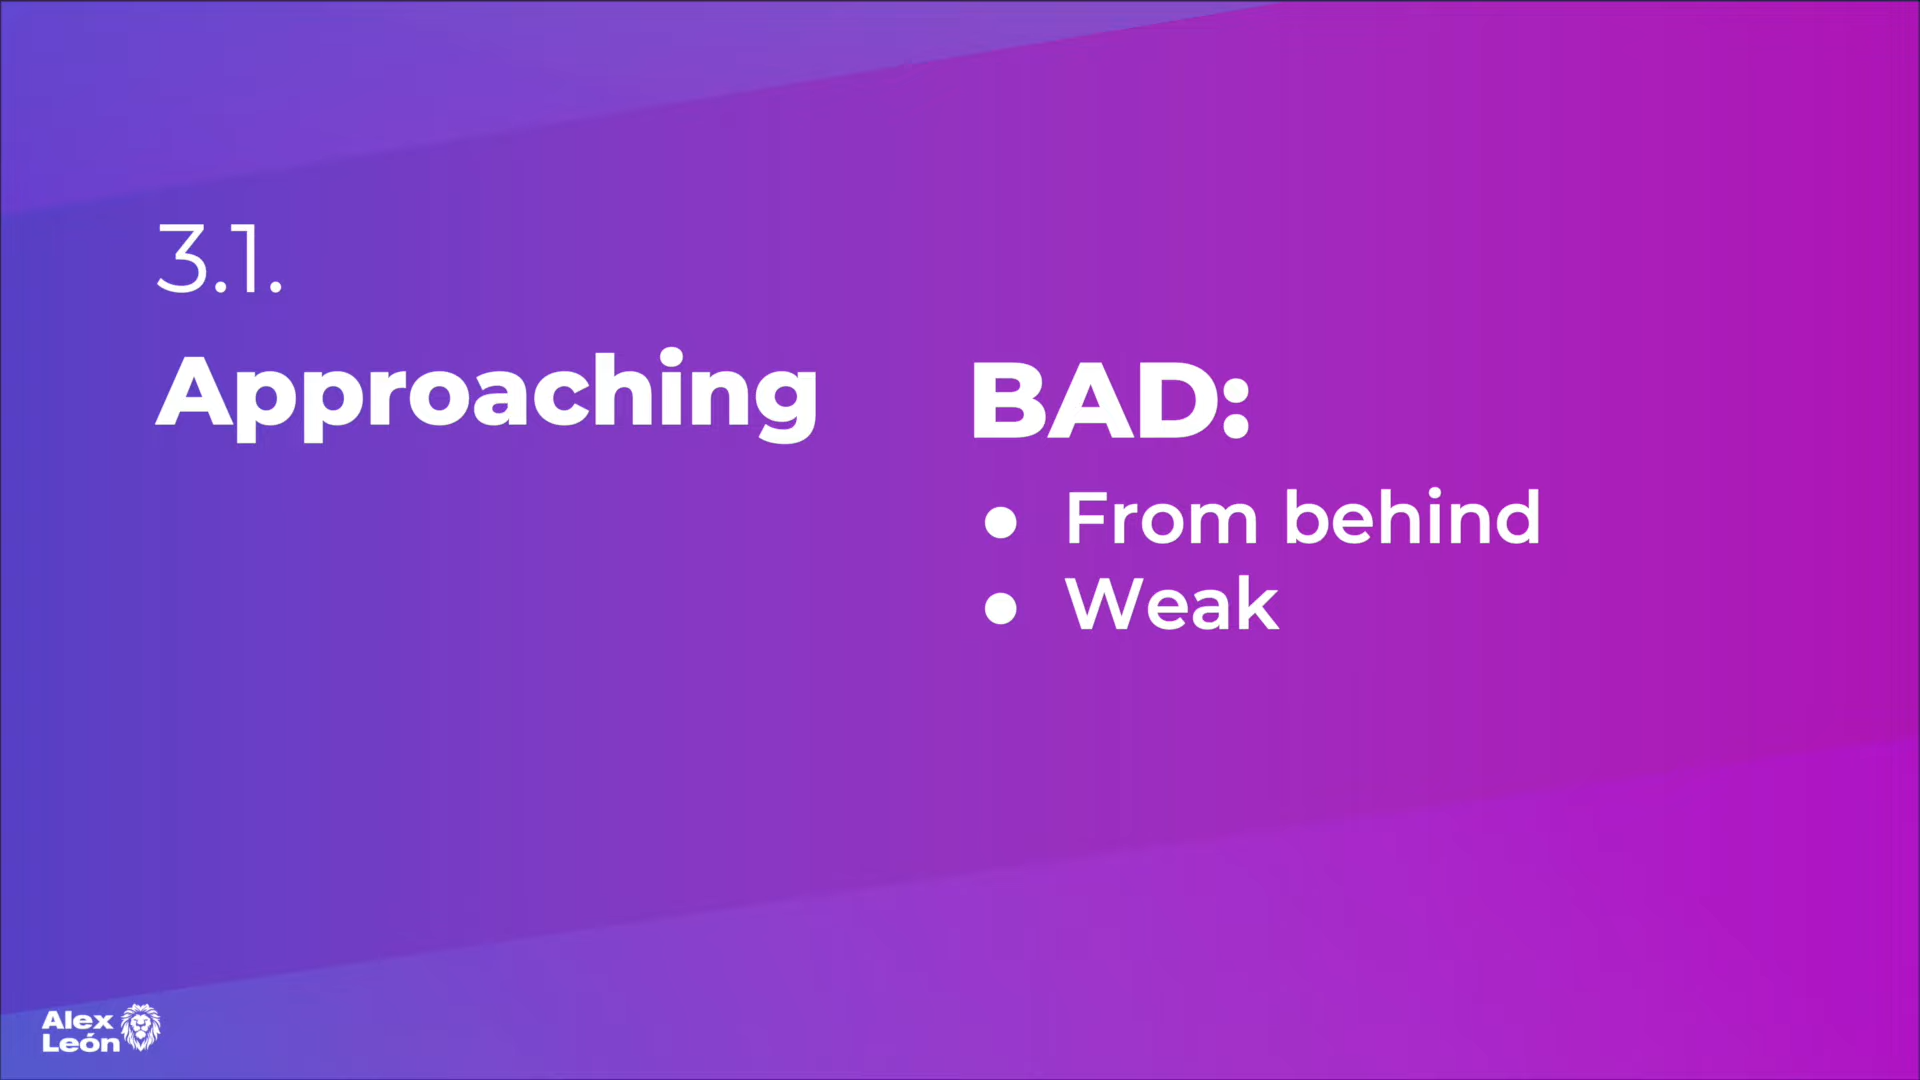 3.1.
Approaching
BAD:
● From behind
● Weak
Alex
León